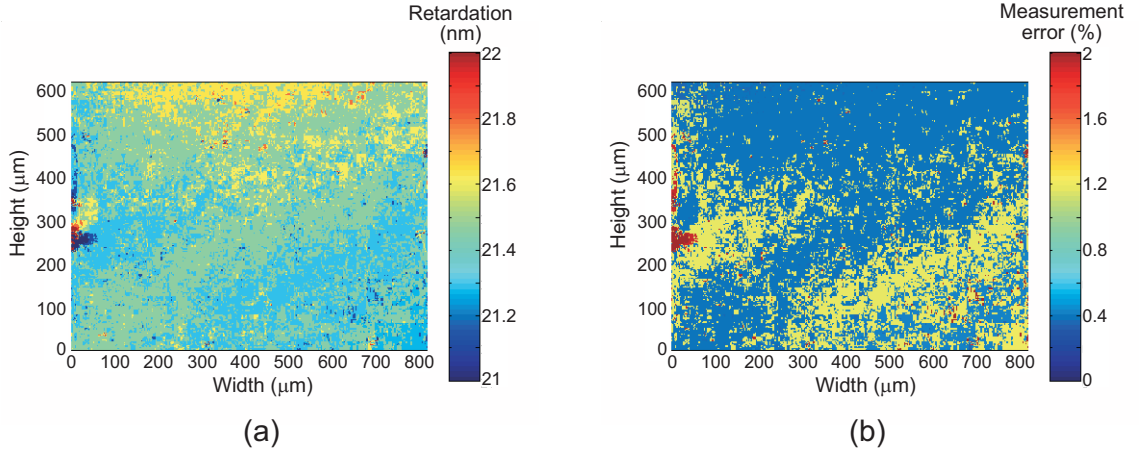 Retardation
(nm)
22
21.8
21.6
21.4
21.2
21
600
500
400
300
200
100
0
Height (μm)
0 100 200 300 400 500 600 700 800
Width (μm)
(a)
Measurement
error (%)
2
1.6
1.2
0.8
0.4
0
600
500
400
300
200
100
0
Height (μm)
0 100 200 300 400 500 600 700 800
Width (μm)
(b)